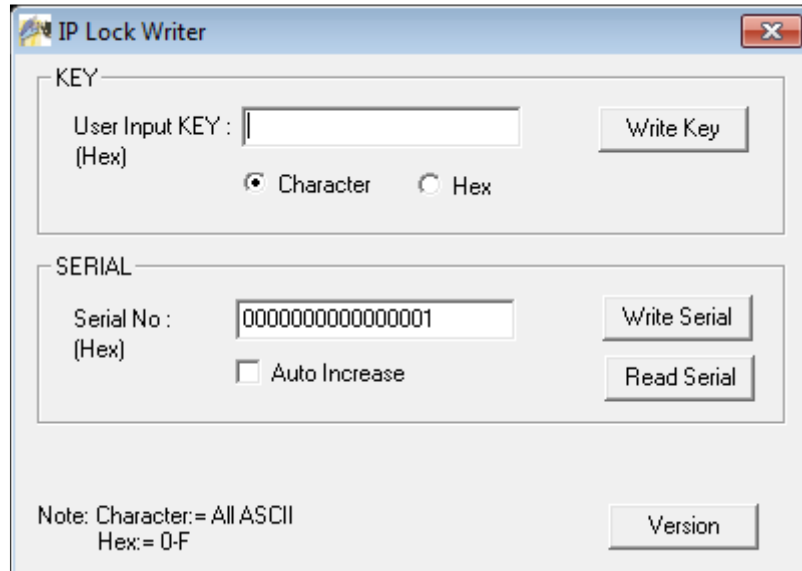 IP Lock Writer
KEY
User Input KEY :
(Hex)
Write Key
Character
Hex
SERIAL
Serial No :
(Hex)
0000000000000001
Write Serial
Auto Increase
Read Serial
Note: Character:= All ASCII
Hex:= 0-F
Version